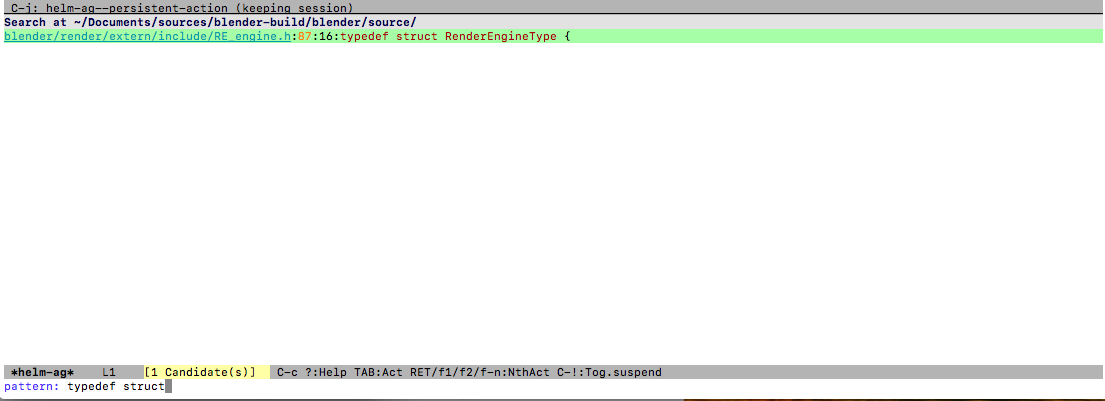 C-j: helm-ag--persistent-action (keeping session)
Search at ~/Documents/sources/blender-build/blender/source/
blender/render/extern/include/RE_engine.h:87:16:typedef struct RenderEngineType {
*helm-ag* L1 [1 Candidate(s)] C-c ?:Help TAB:Act RET/f1/f2/f-n:NthAct C-!:Tog.suspend
pattern: typedef struct